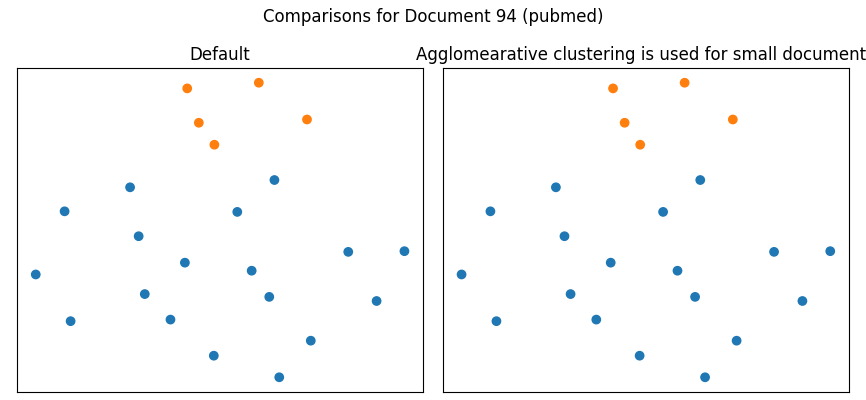 Comparisons for Document 94 (pubmed)
Default
Agglomearative clustering is used for small document